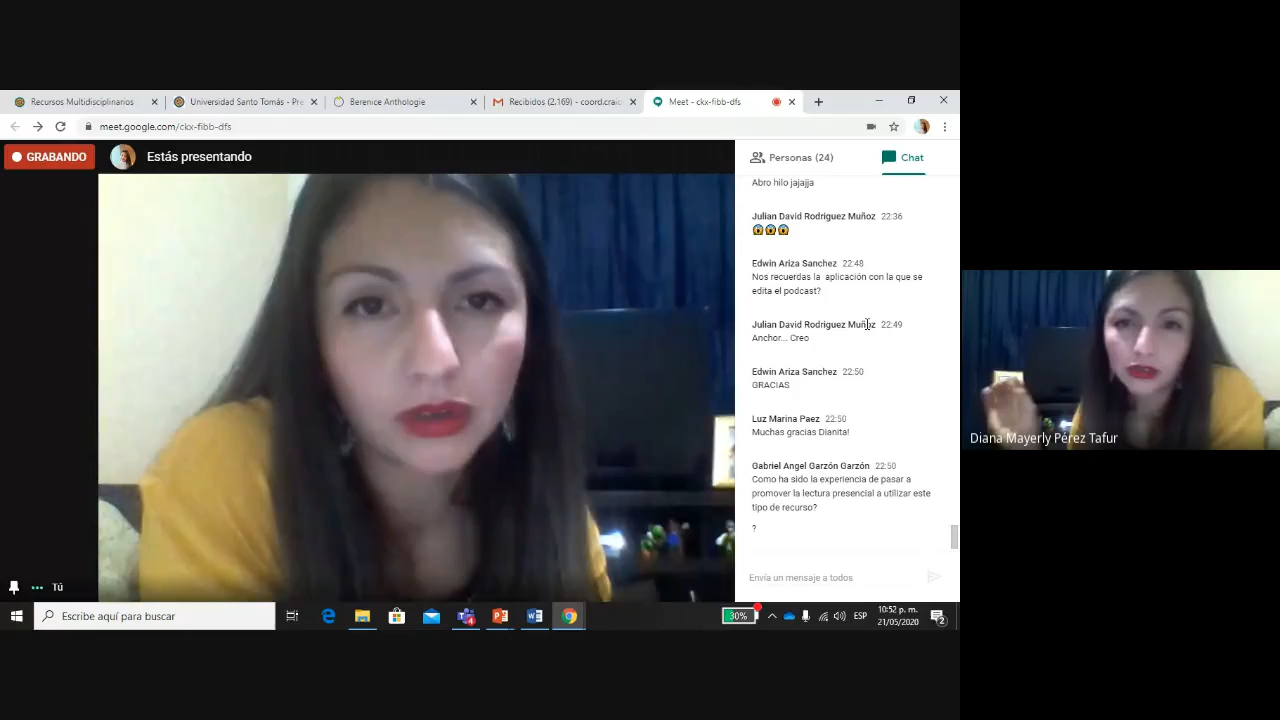 Recursos Multidisciplinarios
Universidad Santo Tomás - Pre
Berenice Anthologie
Recibidos (2.169) - coord.craic
Meet - ckx-fibb-dfs
meet.google.com/ckx-fibb-dfs
GRABANDO
Estás presentando
Personas (24)
Chat
Abro hilo jajajja
Julian David Rodriguez Muñoz 22:36
😱😱😱
Edwin Ariza Sanchez 22:48
Nos recuerdas la aplicación con la que se
edita el podcast?
Julian David Rodriguez Muñoz 22:49
Anchor... Creo
Edwin Ariza Sanchez 22:50
GRACIAS
Luz Marina Paez 22:50
Muchas gracias Dianita!
Gabriel Angel Garzón Garzón 22:50
Como ha sido la experiencia de pasar a
promover la lectura presencial a utilizar este
tipo de recurso?
?
Envía un mensaje a todos
Tú
Diana Mayerly Pérez Tafur
Escribe aquí para buscar
4
30%
ESP
10:52 p. m.
21/05/2020
2